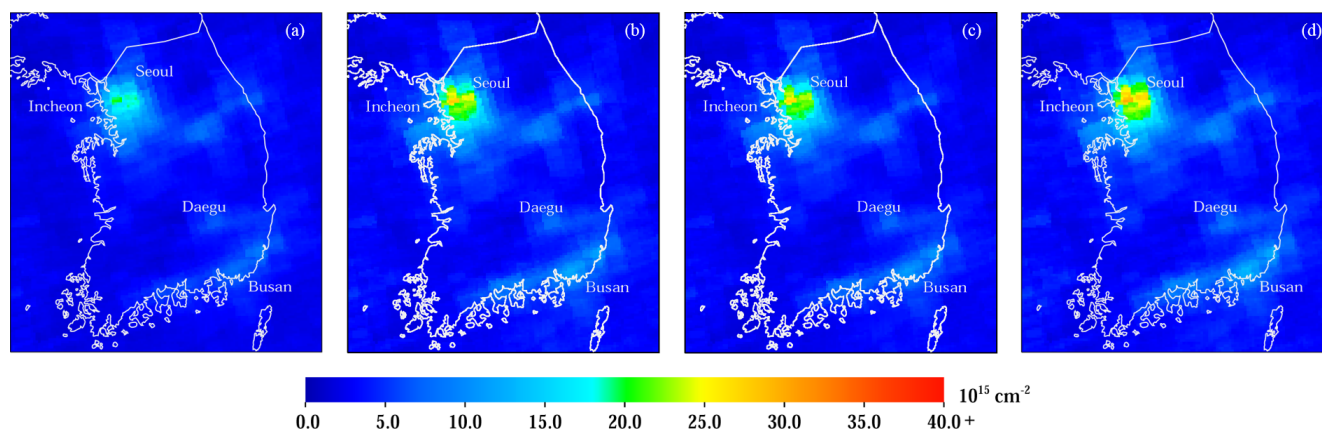 (a)
Seoul
Incheon
Daegu
Busan
(b)
Seoul
Incheon
Daegu
Busan
(c)
Seoul
Incheon
Daegu
Busan
(d)
Seoul
Incheon
Daegu
Busan
10¹⁵ cm⁻²
0.0 5.0 10.0 15.0 20.0 25.0 30.0 35.0 40.0+